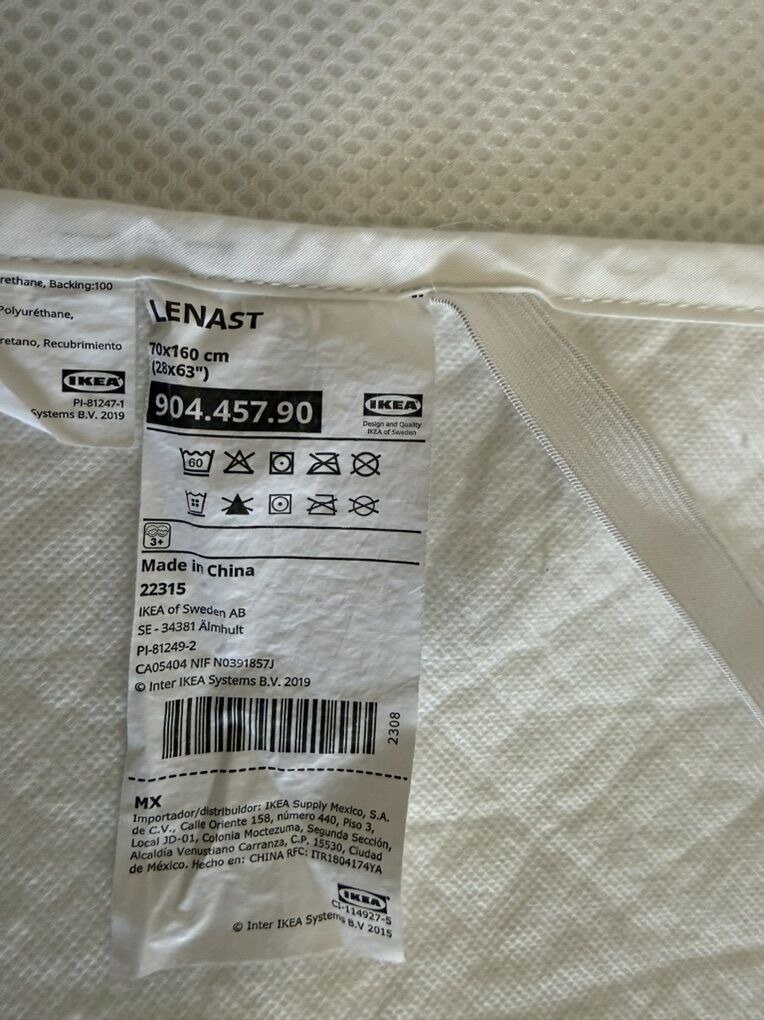 rethane, Backing:100
Polyuréthane,
retano, Recubrimiento
IKEA
PI-81247-1
Systems B.V. 2019
LENAST
70x160 cm
(28x63")
904.457.90
IKEA
Design and Quality
IKEA of Sweden
60
3+
Made in China
22315
IKEA of Sweden AB
SE - 34381 Älmhult
PI-81249-2
CA05404 NIF N0391857J
© Inter IKEA Systems B.V. 2019
2308
MX
Importador/distribuidor: IKEA Supply Mexico, S.A.
de C.V., Calle Oriente 158, número 440, Piso 3,
Local JD-01, Colonia Moctezuma, Segunda Sección,
Alcaldía Venustiano Carranza, C.P. 15530, Ciudad
de México. Hecho en: CHINA RFC: ITR1804174YA
IKEA
CI-114927-5
© Inter IKEA Systems B.V 2015